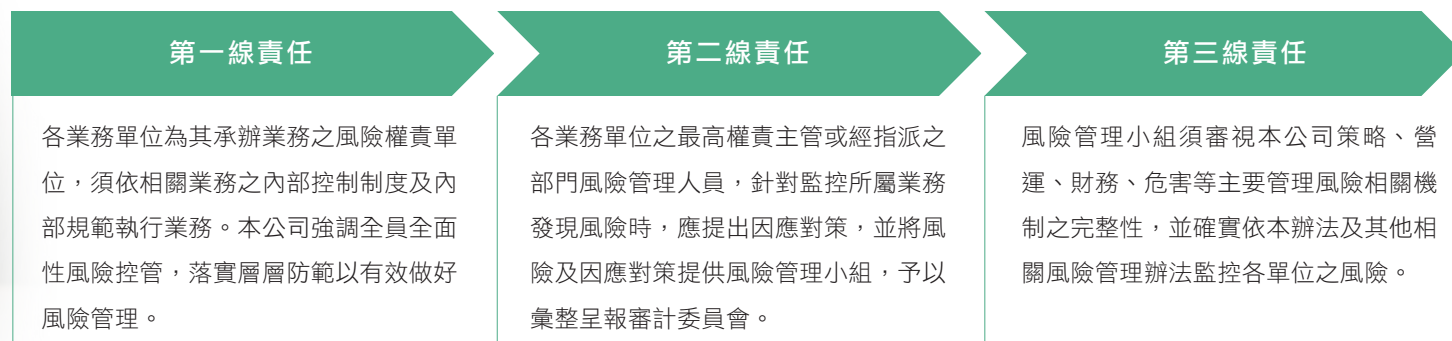 第一線責任
各業務單位為其承辦業務之風險權責單
位，須依相關業務之內部控制制度及內
部規範執行業務。本公司強調全員全面
性風險控管，落實層層防範以有效做好
風險管理。
第二線責任
各業務單位之最高權責主管或經指派之
部門風險管理人員，針對監控所屬業務
發現風險時，應提出因應對策，並將風
險及因應對策提供風險管理小組，予以
彙整呈報審計委員會。
第三線責任
風險管理小組須審視本公司策略、營
運、財務、危害等主要管理風險相關機
制之完整性，並確實依本辦法及其他相
關風險管理辦法監控各單位之風險。